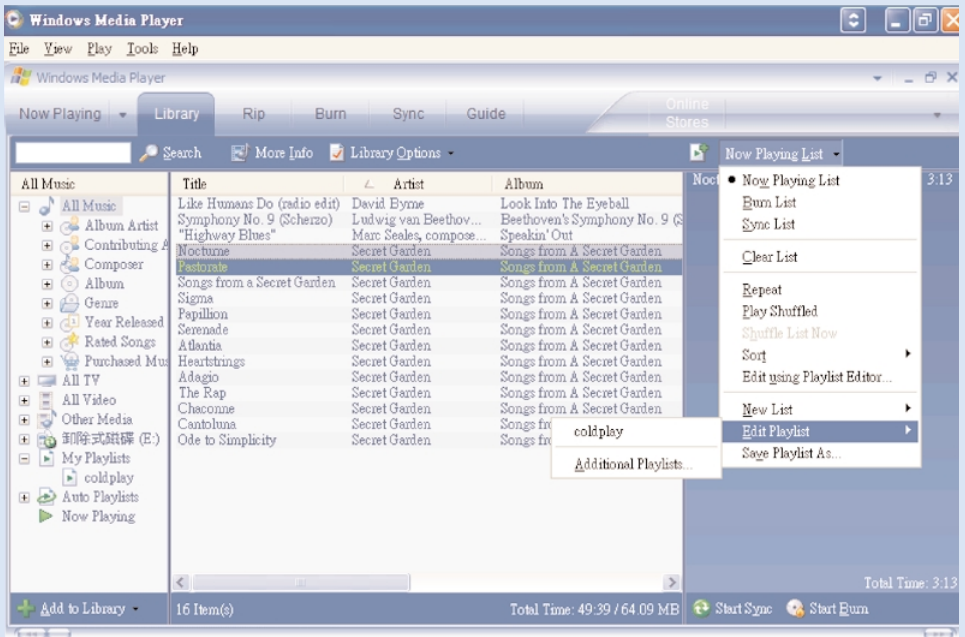 Windows Media Player
File View Play Tools Help
Windows Media Player
Now Playing Library Rip Burn Sync Guide Online Stores
Search More Info Library Options Now Playing List
All Music
All Music
Album Artist
Contributing A
Composer
Album
Genre
Year Released
Rated Songs
Purchased Mus
All TV
All Video
Other Media
卸除式磁碟 (E:)
My Playlists
coldplay
Auto Playlists
Now Playing
Title Artist Album
Like Humans Do (radio edit) David Byrne Look Into The Eyeball
Symphony No. 9 (Scherzo) Ludwig van Beethov... Beethoven's Symphony No. 9 (S
"Highway Blues" Marc Seales, compose... Speakin' Out
Nocturne Secret Garden Songs from A Secret Garden
Pastorate Secret Garden Songs from A Secret Garden
Songs from a Secret Garden Secret Garden Songs from A Secret Garden
Sigma Secret Garden Songs from A Secret Garden
Papillion Secret Garden Songs from A Secret Garden
Serenade Secret Garden Songs from A Secret Garden
Atlantia Secret Garden Songs from A Secret Garden
Heartstrings Secret Garden Songs from A Secret Garden
Adagio Secret Garden Songs from A Secret Garden
The Rap Secret Garden Songs from A Secret Garden
Chaconne Secret Garden Songs from A Secret Garden
Cantoluna Secret Garden Songs fr
Ode to Simplicity Secret Garden Songs fr
Noct 3:13
Now Playing List
Burn List
Sync List
Clear List
Repeat
Play Shuffled
Shuffle List Now
Sort
Edit using Playlist Editor...
New List
Edit Playlist
Save Playlist As...
coldplay
Additional Playlists...
Total Time: 3:13
Add to Library 16 Item(s) Total Time: 49:39 / 64.09 MB Start Sync Start Burn